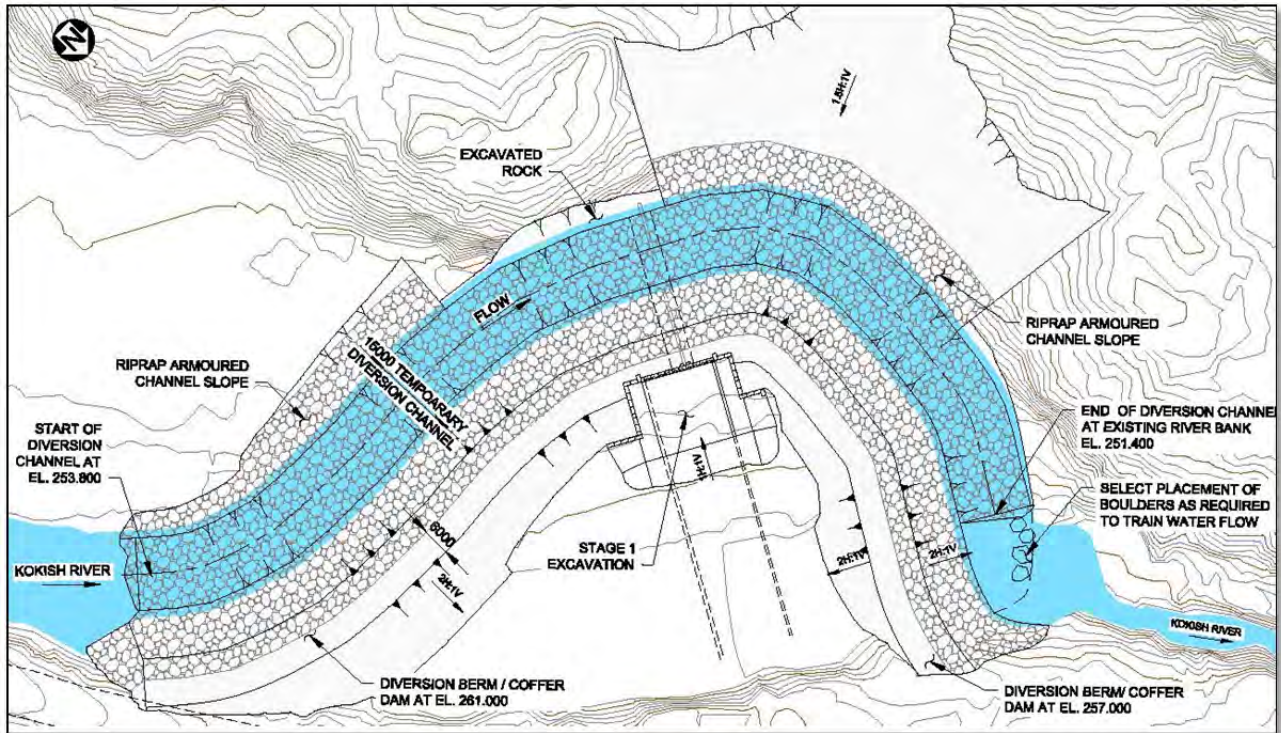 N
1.5H:1V
EXCAVATED
ROCK
FLOW
15000 TEMPOARARY
DIVERSION CHANNEL
RIPRAP ARMOURED
CHANNEL SLOPE
START OF
DIVERSION
CHANNEL AT
EL. 253.800
KOKISH RIVER
6000
2H:1V
DIVERSION BERM / COFFER
DAM AT EL. 261.000
STAGE 1
EXCAVATION
1H:1V
2H:1V
2H:1V
RIPRAP ARMOURED
CHANNEL SLOPE
END OF DIVERSION CHANNEL
AT EXISTING RIVER BANK
EL. 251.400
SELECT PLACEMENT OF
BOULDERS AS REQUIRED
TO TRAIN WATER FLOW
KOKISH RIVER
DIVERSION BERM/ COFFER
DAM AT EL. 257.000